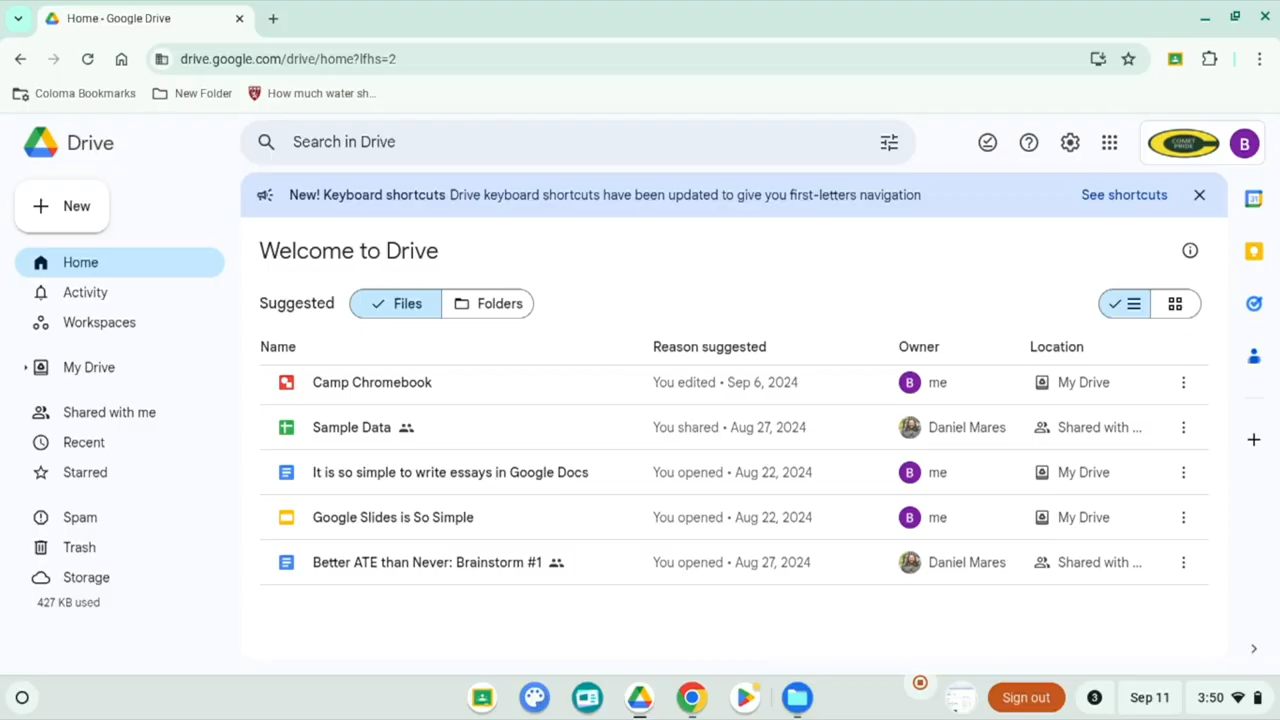 Home - Google Drive
drive.google.com/drive/home?lfhs=2
Coloma Bookmarks New Folder How much water sh...
Drive
Search in Drive
COMET PRIDE
B
New
New! Keyboard shortcuts Drive keyboard shortcuts have been updated to give you first-letters navigation See shortcuts
31
Welcome to Drive
Home
Activity
Workspaces
My Drive
Shared with me
Recent
Starred
Spam
Trash
Storage
427 KB used
Suggested Files Folders
Name Reason suggested Owner Location
Camp Chromebook You edited • Sep 6, 2024 B me My Drive
Sample Data You shared • Aug 27, 2024 Daniel Mares Shared with ...
It is so simple to write essays in Google Docs You opened • Aug 22, 2024 B me My Drive
Google Slides is So Simple You opened • Aug 22, 2024 B me My Drive
Better ATE than Never: Brainstorm #1 You opened • Aug 27, 2024 Daniel Mares Shared with ...
Sign out 3 Sep 11 3:50